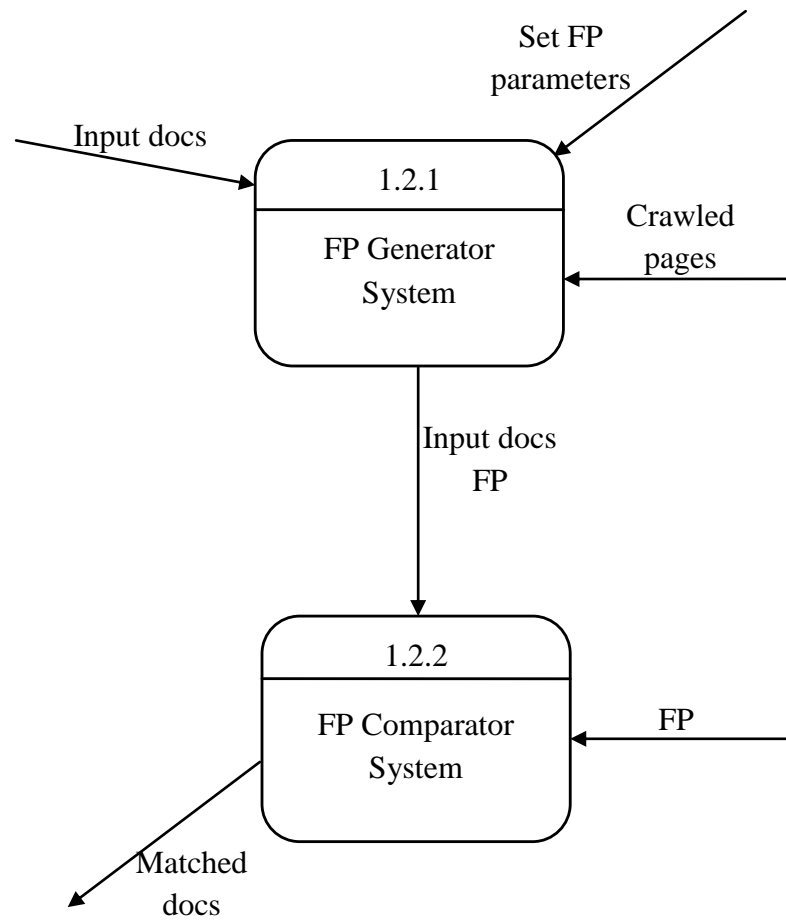 Set FP
parameters
Input docs
1.2.1
FP Generator
System
Crawled
pages
Input docs
FP
1.2.2
FP Comparator
System
FP
Matched
docs